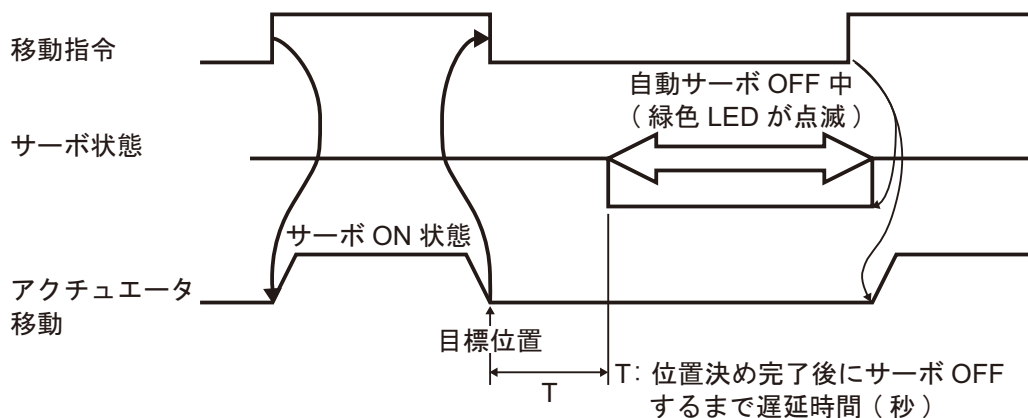 移動指令
自動サーボ OFF 中
（ 緑色 LED が点滅 ）
サーボ状態
サーボ ON 状態
アクチュエータ
移動
目標位置
T
T： 位置決め完了後にサーボ OFF
するまで遅延時間（ 秒 ）